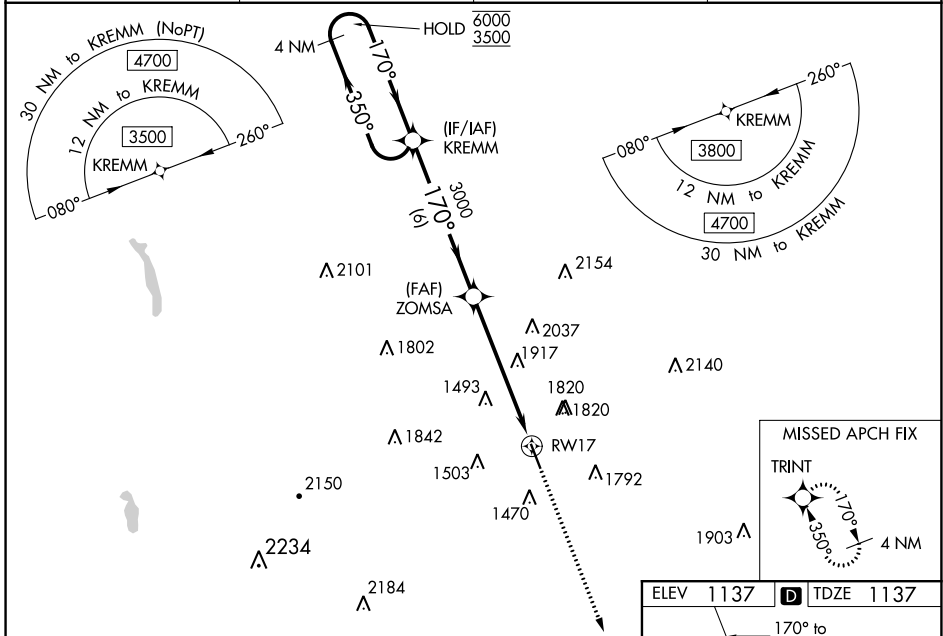 30 NM to KREMM (NoPT)
4700
12 NM to KREMM
3500
KREMM
080°
260°
4 NM
HOLD 6000
3500
170°
350°
(IF/IAF)
KREMM
3000
170°
(6)
260°
KREMM
080°
3800
12 NM to KREMM
4700
30 NM to KREMM
2101
2154
(FAF)
ZOMSA
2037
1917
1802
2140
1493
1820
1820
1842
RW17
1503
1792
2150
1470
2234
2184
1903
MISSED APCH FIX
TRINT
170°
350°
4 NM
ELEV 1137 D TDZE 1137
170° to